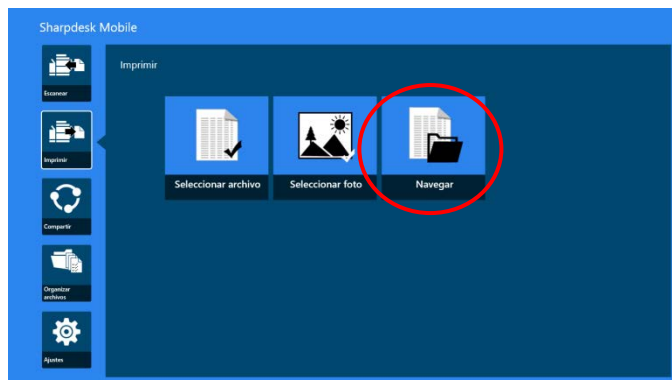 Sharpdesk Mobile
Escanear
Imprimir
Compartir
Organizar
archivos
Ajustes
Imprimir
Seleccionar archivo
Seleccionar foto
Navegar